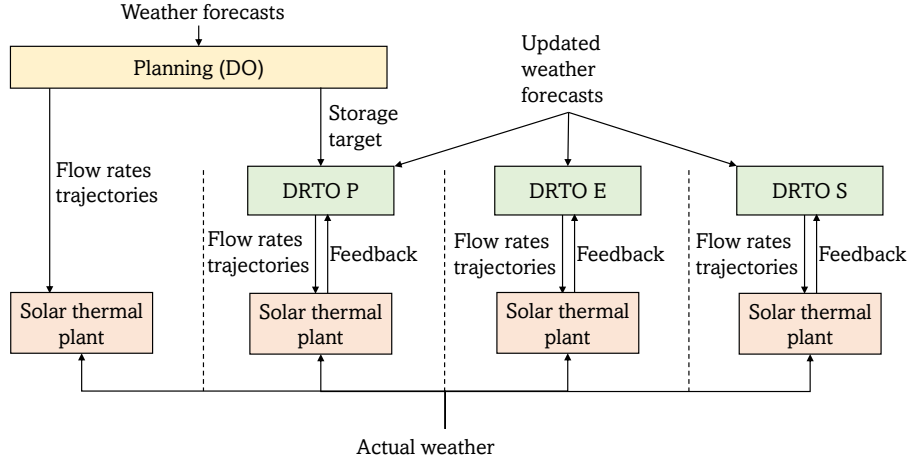 Weather forecasts
Planning (DO)
Updated
weather
forecasts
Storage
target
Flow rates
trajectories
DRTO P
DRTO E
DRTO S
Flow rates
trajectories
Feedback
Flow rates
trajectories
Feedback
Flow rates
trajectories
Feedback
Solar thermal
plant
Solar thermal
plant
Solar thermal
plant
Solar thermal
plant
Actual weather